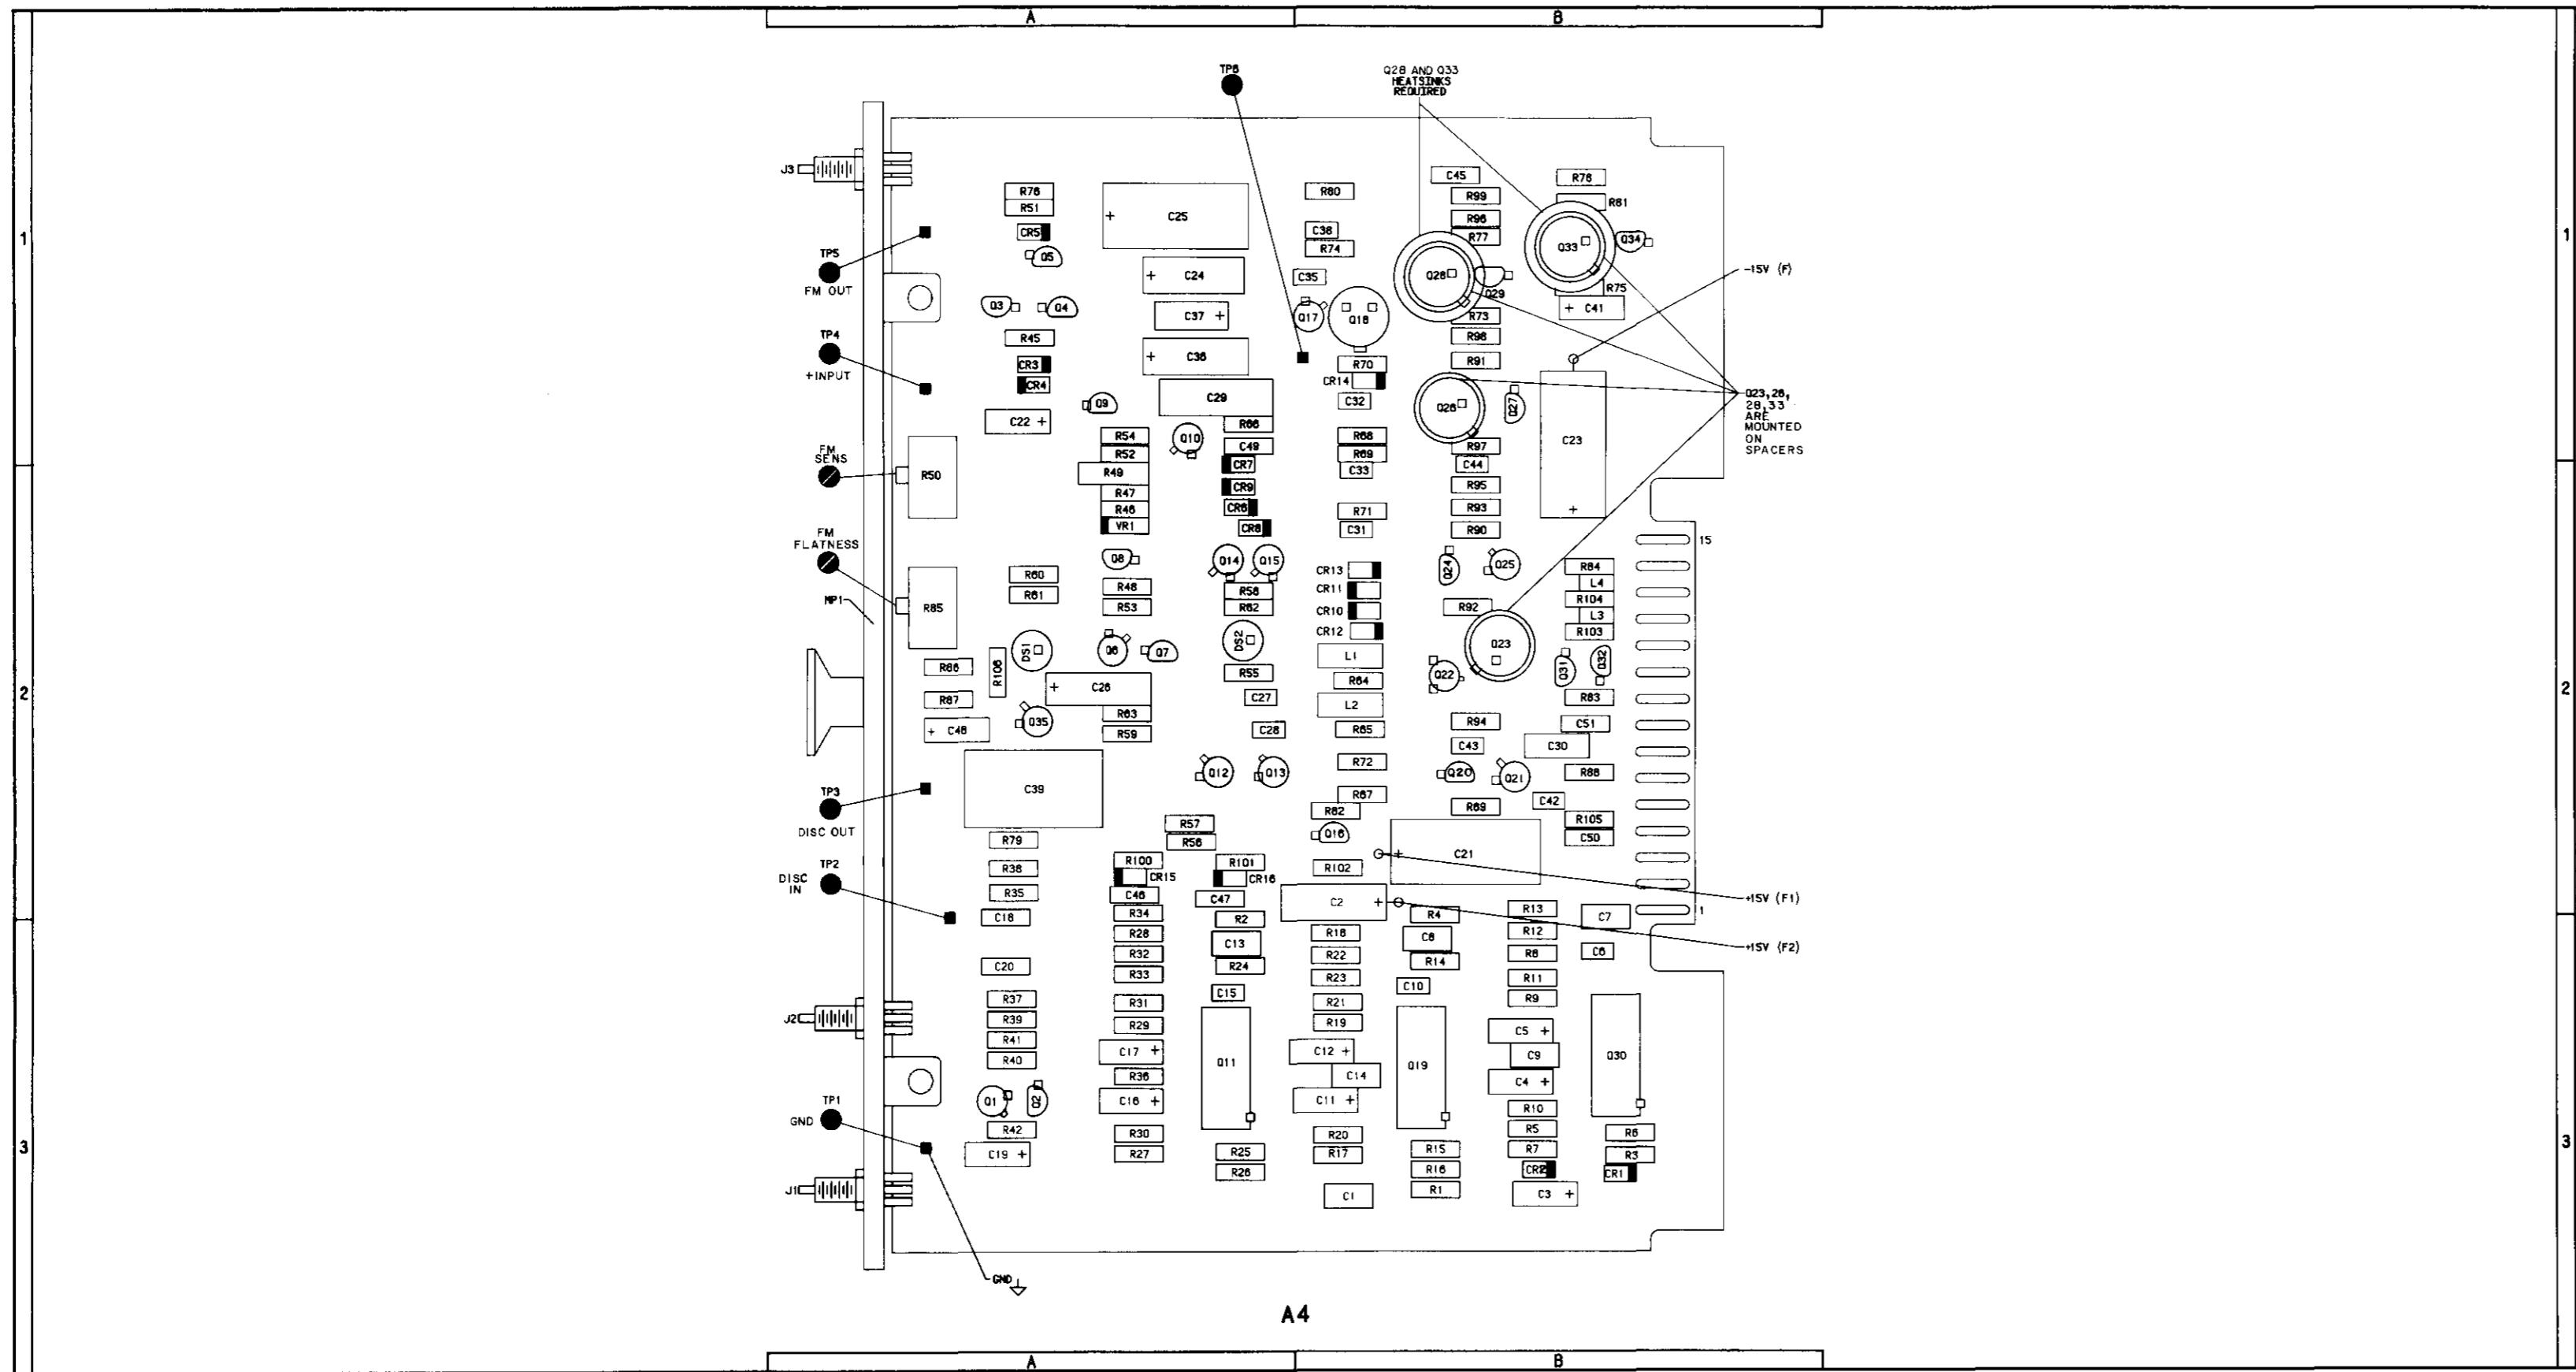 A
B
TP6
Q28 AND Q33
HEATSINKS
REQUIRED
J3
R76
R51
CR5
Q5
C25
R80
C45
R99
R96
R77
R78
R81
1
1
TP5
FM OUT
C38
R74
Q33
Q34
C24
C35
Q28
Q29
-15V (F)
Q3
Q4
C37
Q17
Q18
R75
C41
R73
TP4
+INPUT
R45
CR3
CR4
C36
R98
R91
R70
CR14
C29
C32
Q26
Q27
Q23,26,
28,33
ARE
MOUNTED
ON
SPACERS
Q9
C22
R66
R54
Q10
R68
C23
FM
SENS
R50
R52
C49
R69
R97
R49
CR7
C33
C44
R47
CR9
R95
R46
CR6
R71
R93
VR1
CR8
C31
R90
15
FM
FLATNESS
Q8
Q14
Q15
CR13
Q24
Q25
R84
R60
R48
R58
CR11
L4
R61
R53
R62
CR10
R92
R104
MP1
R85
CR12
L3
R103
DS1
Q6
Q7
DS2
L1
Q23
R86
R106
R55
R64
Q22
Q31
Q32
2
2
R87
C26
C27
L2
R83
C48
Q35
R63
R59
C28
R65
R94
C51
C43
C30
Q12
Q13
R72
Q20
Q21
R88
TP3
DISC OUT
C39
R67
R82
R89
C42
R57
R105
R79
R56
Q16
C50
TP2
DISC
IN
R38
R100
CR15
R101
CR16
R102
C21
R35
C46
C47
C2
+15V (F1)
C18
R34
R2
R4
R13
C7
1
R28
C13
R18
C8
R12
+15V (F2)
C20
R32
R24
R22
R14
R8
C6
R33
R23
R11
R37
C15
C10
R9
R31
R21
R39
R29
R19
C5
R41
C17
Q11
C12
Q19
C9
Q30
R40
R36
C14
C4
Q1
Q2
C16
C11
R10
TP1
GND
R42
R30
R20
R5
R6
3
3
C19
R27
R25
R17
R15
R7
R3
R26
R16
CR2
CR1
J2
J1
C1
R1
C3
GND
A4
A
B